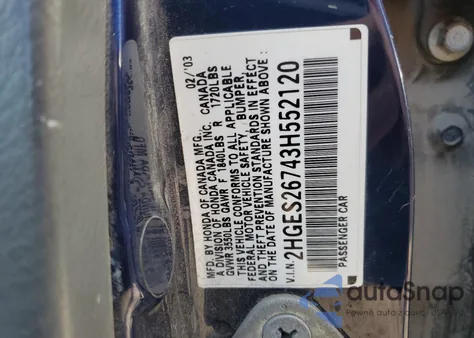 MFD. BY HONDA OF CANADA MFG., 02/'03
A DIVISION OF HONDA CANADA INC. CANADA
GVWR 3550LBS GAWR F 1840LBS R 1720LBS
THIS VEHICLE CONFORMS TO ALL APPLICABLE
FEDERAL MOTOR VEHICLE SAFETY, BUMPER,
AND THEFT PREVENTION STANDARDS IN EFFECT
ON THE DATE OF MANUFACTURE SHOWN ABOVE :
V.I.N. 2HGES26743H552120
PASSENGER CAR
autoSnap
Pewne auto z